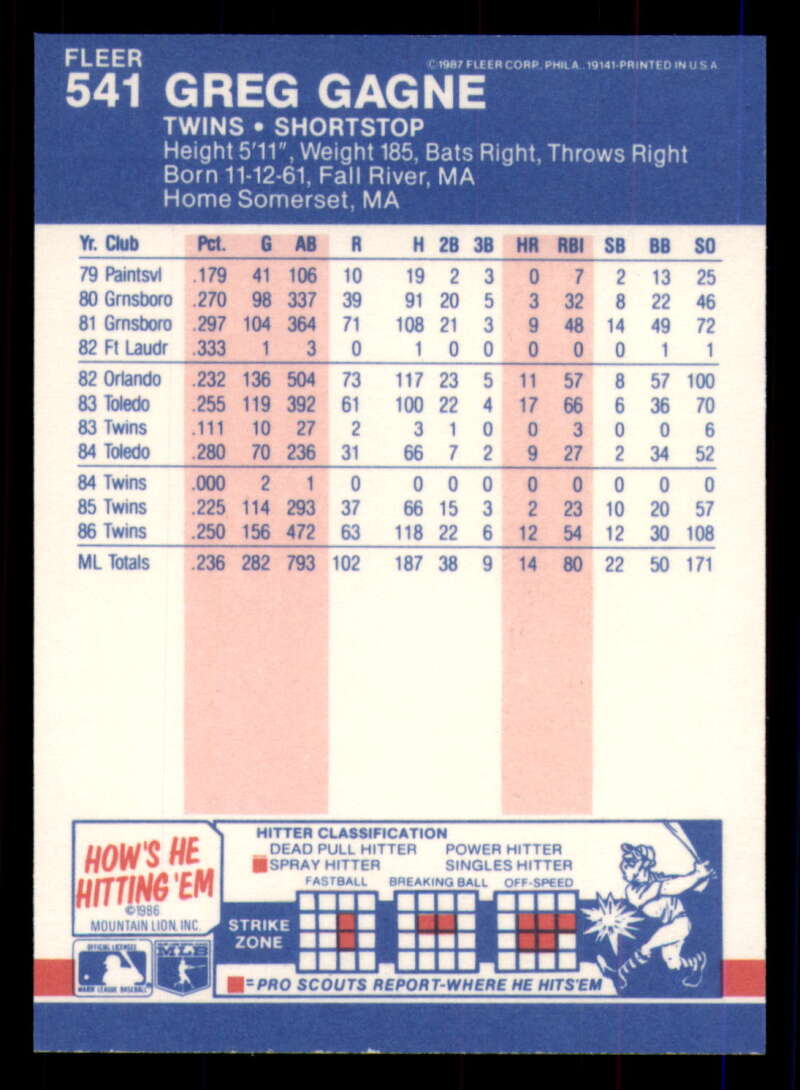 FLEER
©1987 FLEER CORP., PHILA., 19141-PRINTED IN U.S.A.
541 GREG GAGNE
TWINS • SHORTSTOP
Height 5'11", Weight 185, Bats Right, Throws Right
Born 11-12-61, Fall River, MA
Home Somerset, MA
Yr. Club Pct. G AB R H 2B 3B HR RBI SB BB SO
79 Paintsvl .179 41 106 10 19 2 3 0 7 2 13 25
80 Grnsboro .270 98 337 39 91 20 5 3 32 8 22 46
81 Grnsboro .297 104 364 71 108 21 3 9 48 14 49 72
82 Ft Laudr .333 1 3 0 1 0 0 0 0 0 1 1
82 Orlando .232 136 504 73 117 23 5 11 57 8 57 100
83 Toledo .255 119 392 61 100 22 4 17 66 6 36 70
83 Twins .111 10 27 2 3 1 0 0 3 0 0 6
84 Toledo .280 70 236 31 66 7 2 9 27 2 34 52
84 Twins .000 2 1 0 0 0 0 0 0 0 0 0
85 Twins .225 114 293 37 66 15 3 2 23 10 20 57
86 Twins .250 156 472 63 118 22 6 12 54 12 30 108
ML Totals .236 282 793 102 187 38 9 14 80 22 50 171
HOW'S HE
HITTING 'EM
©1986
MOUNTAIN LION, INC.
HITTER CLASSIFICATION
DEAD PULL HITTER POWER HITTER
SPRAY HITTER SINGLES HITTER
FASTBALL BREAKING BALL OFF-SPEED
STRIKE
ZONE
OFFICIAL LICENSEE
MAJOR LEAGUE BASEBALL
MLB
=PRO SCOUTS REPORT-WHERE HE HITS'EM